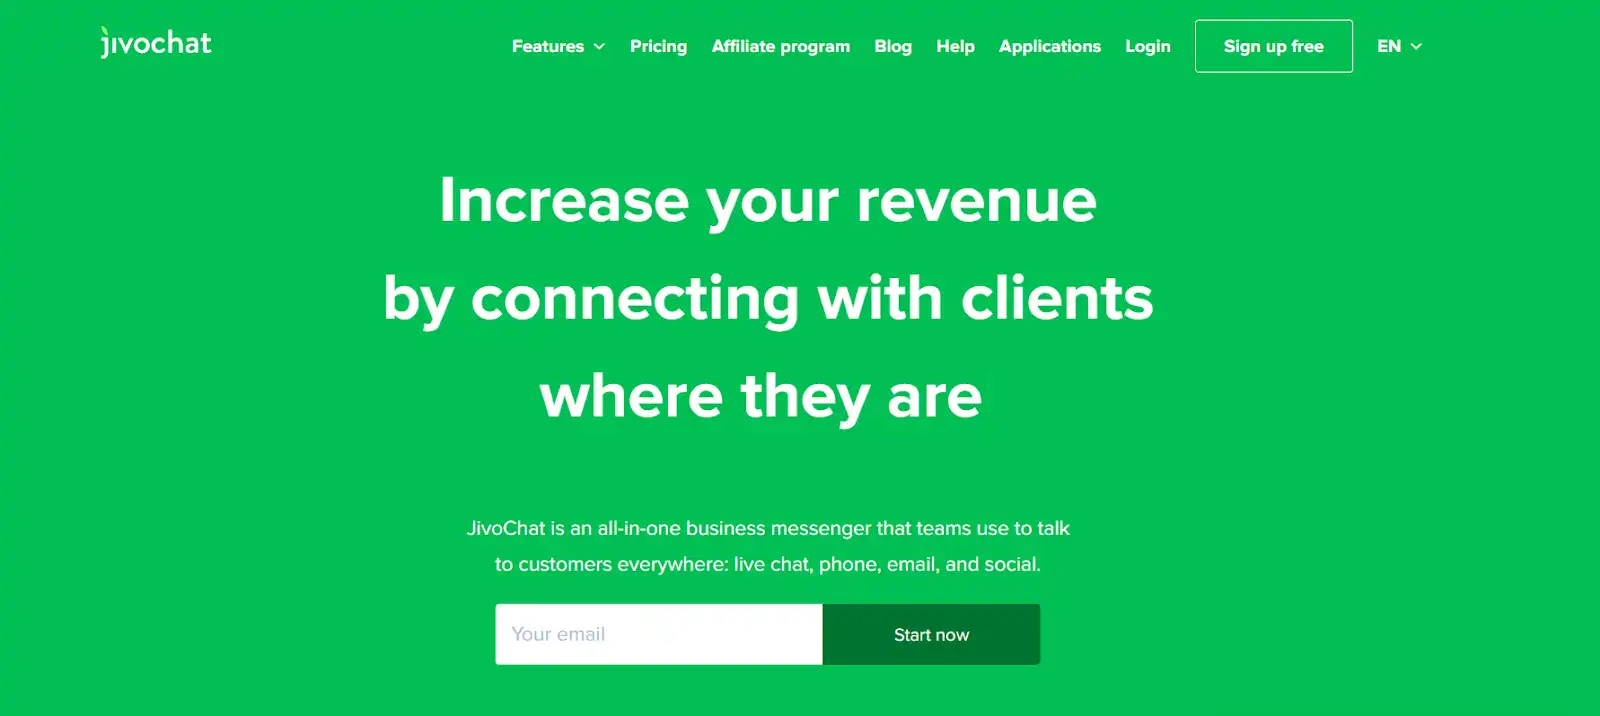 jivochat
Features Pricing Affiliate program Blog Help Applications Login Sign up free EN
Increase your revenue
by connecting with clients
where they are
JivoChat is an all-in-one business messenger that teams use to talk
to customers everywhere: live chat, phone, email, and social.
Your email Start now